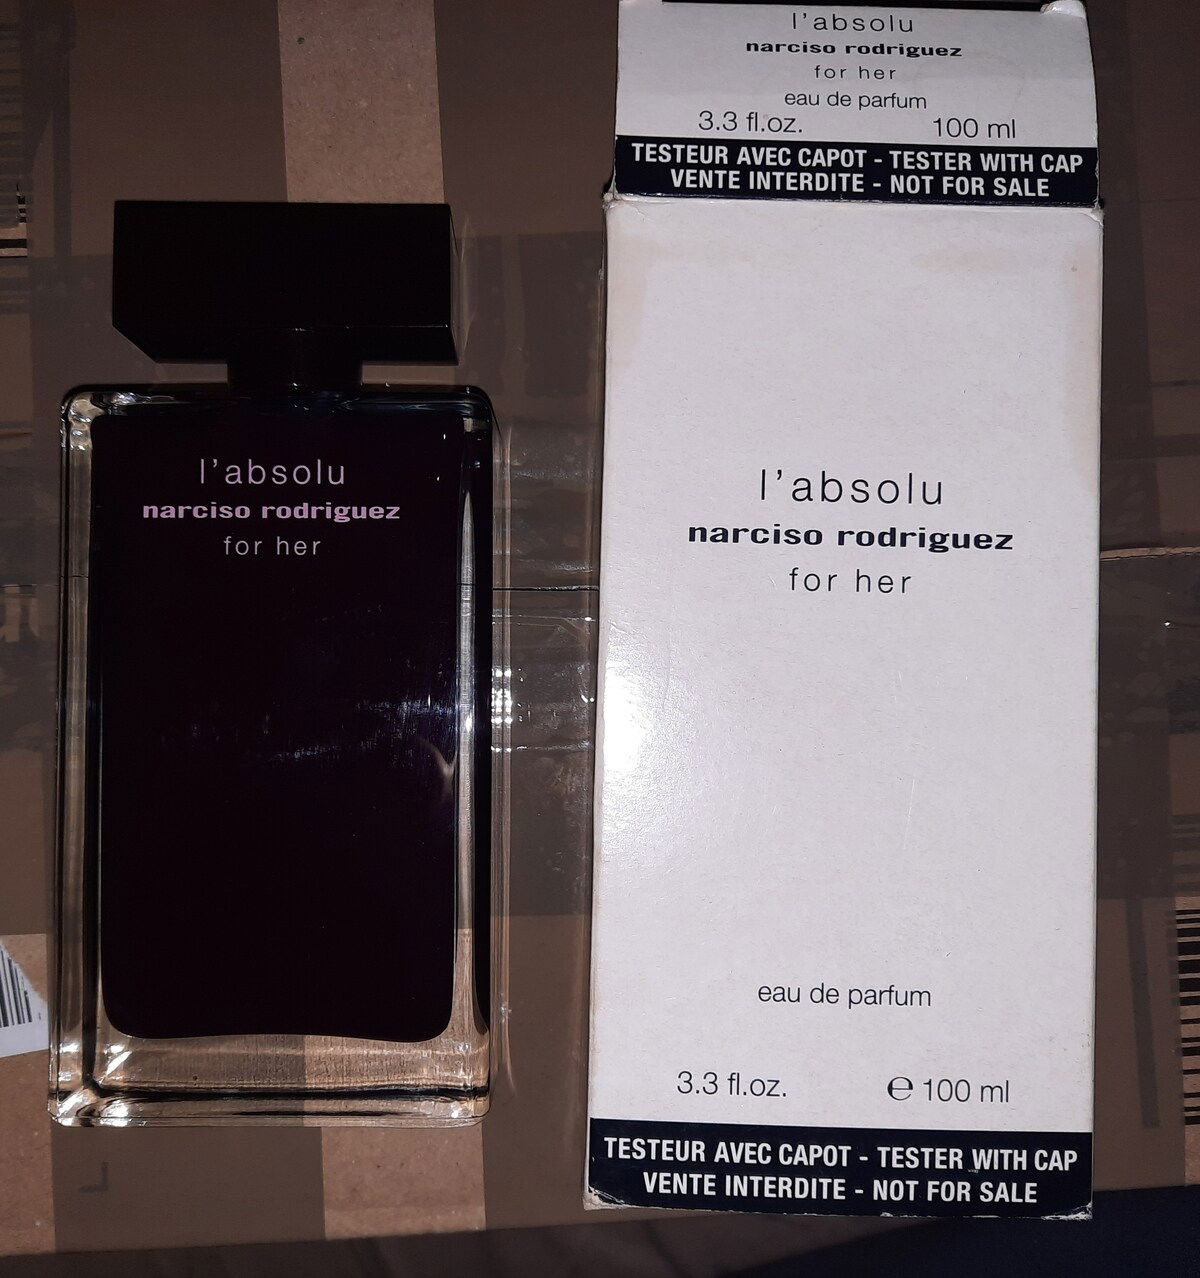 l'absolu
narciso rodriguez
for her
l'absolu
narciso rodriguez
for her
eau de parfum
3.3 fl.oz. 100 ml
TESTEUR AVEC CAPOT - TESTER WITH CAP
VENTE INTERDITE - NOT FOR SALE
l'absolu
narciso rodriguez
for her
eau de parfum
3.3 fl.oz. ℮ 100 ml
TESTEUR AVEC CAPOT - TESTER WITH CAP
VENTE INTERDITE - NOT FOR SALE